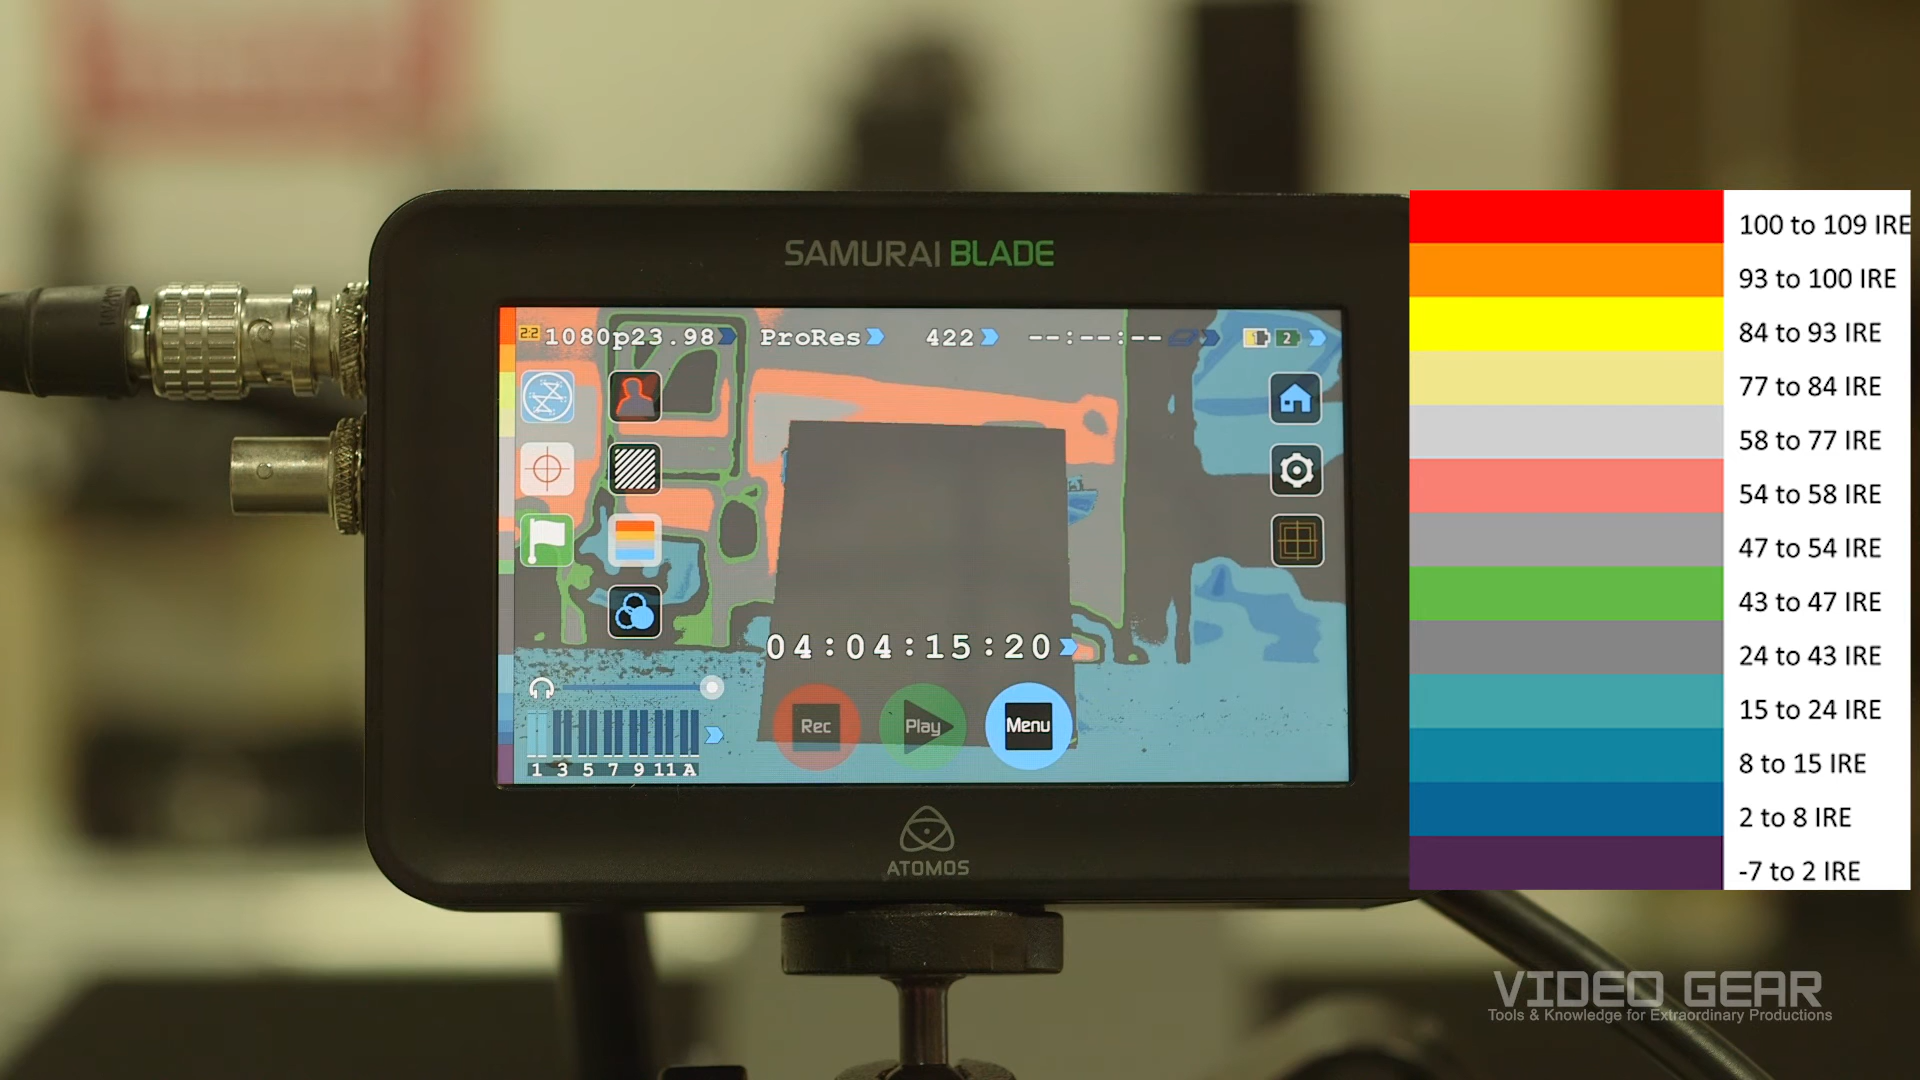 SAMURAI BLADE
2:2 1080p23.98 ProRes 422 --:--:-- 1 2
04:04:15:20
Rec Play Menu
1 3 5 7 9 11 A
ATOMOS
100 to 109 IRE
93 to 100 IRE
84 to 93 IRE
77 to 84 IRE
58 to 77 IRE
54 to 58 IRE
47 to 54 IRE
43 to 47 IRE
24 to 43 IRE
15 to 24 IRE
8 to 15 IRE
2 to 8 IRE
-7 to 2 IRE
VIDEO GEAR
Tools & Knowledge for Extraordinary Productions